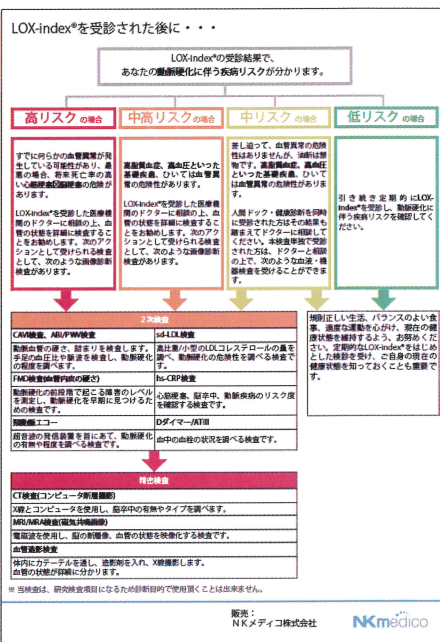 LOX-index®を受診された後に・・・
LOX-index®の受診結果で、
あなたの動脈硬化に伴う疾病リスクが分かります。
高リスク の場合
すでに何らかの血管異常が発
生している可能性があり、最
悪の場合、将来死亡率の高
い心筋梗塞・脳梗塞の危険が
あります。
LOX-indexを受診した医療機
関のドクターに相談の上、血
管の状態を詳細に検査すること
をお勧めします。次のアク
ションとして受けられる検査
として、次のような画像診断
検査があります。
中高リスク の場合
高脂質血症、高血圧といった
基礎疾患、ひいては血管異常
の危険性があります。
LOX-indexを受診した医療機関
のドクターに相談の上、血
管の状態を詳細に検査すること
をお勧めします。次のアク
ションとして受けられる検査
として、次のような画像診断
検査があります。
中リスク の場合
差し迫って、血管異常の危険
性はありませんが、油断は禁
物です。高脂質血症、高血圧
といった基礎疾患、ひいて
は血管異常の危険性がありま
す。
人間ドック・健康診断を同時
に受診された方はその結果も
踏まえてドクターに相談して
ください。本検査単独で受診
された方は、ドクターと相談
の上で、次のような血液・機
器検査を受けることができま
す。
低リスク の場合
引き続き定期的にLOX-
indexを受診し、動脈硬化に
伴う疾病リスクを確認してく
ださい。
規則正しい生活、バランスのよい食
事、適度な運動を心がけ、現在の健
康状態を維持するよう、お努めくだ
さい。定期的なLOX-index®をはじめ
とした検診を受け、ご自身の現在の
健康状態を知っておくことも重要で
す。
2次検査
CAVI検査、ABI/PWV検査
動脈血管の硬さ、詰まりを検査します。
手足の血圧比や脈波を検査し、動脈硬化
の程度を調べます。
FMD検査(血管内皮の硬さ)
動脈硬化の前段階で起こる障害のレベル
を測定し、動脈硬化を早期に見つけるた
めの検査です。
頸動脈エコー
超音波の発信装置を首にあて、動脈硬化
の有無や程度を調べる検査です。
sd-LDL検査
高比重/小型のLDLコレステロールの量を
調べ、動脈硬化の危険性を調べる検査で
す。
hs-CRP検査
心筋梗塞、脳卒中、動脈疾病のリスク度
を確認する検査です。
Dダイマー/ATIII
血中の血栓の状況を調べる検査です。
精密検査
CT検査(コンピュータ断層撮影)
X線とコンピュータを使用し、脳卒中の有無やタイプを調べます。
MRI/MRA検査(磁気共鳴画像)
電磁波を使用し、脳の断層像、血管の状態を映像化する検査です。
血管造影検査
体内にカテーテルを通し、造影剤を入れ、X線撮影します。
血管の状態が詳細に分かります。
※ 当検査は、研究検査項目になるため診断目的で使用頂くことは出来ません。
販売：
NKメディコ株式会社
NKmedico